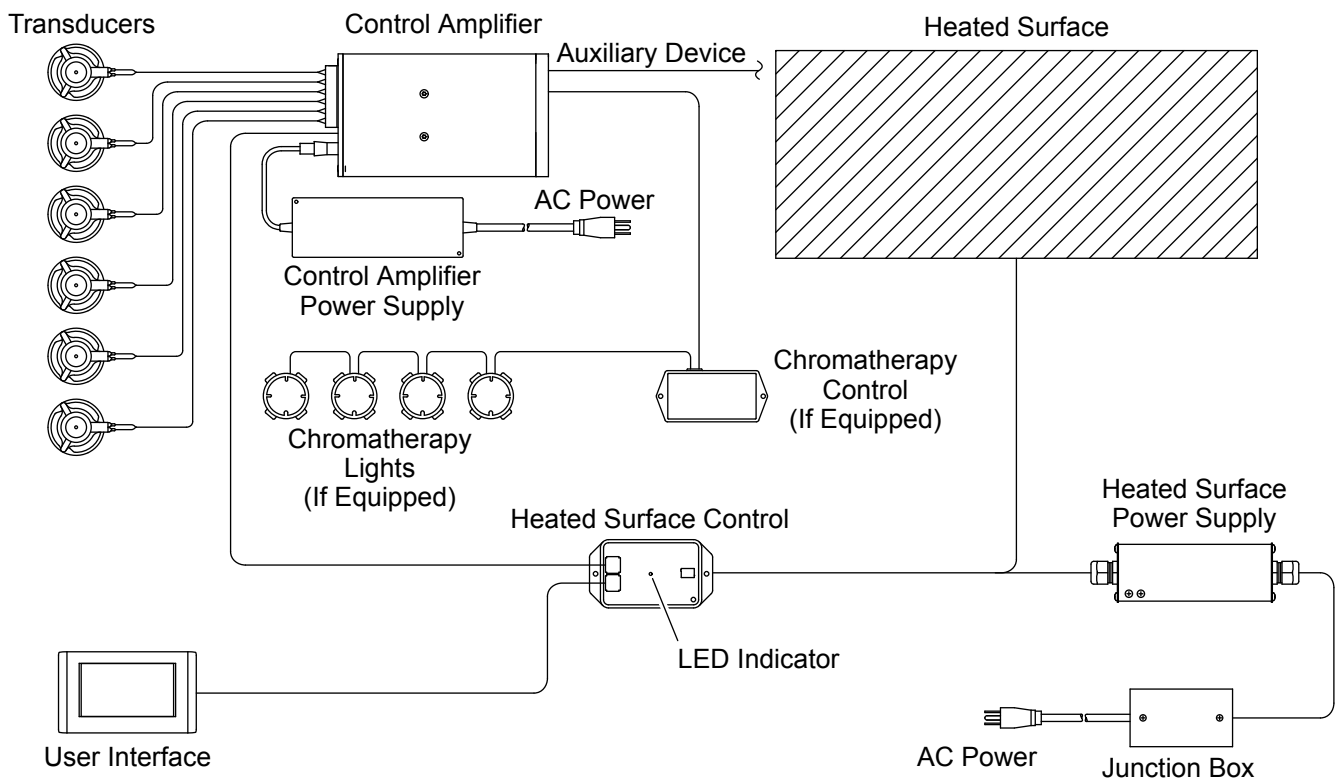 Transducers
Control Amplifier
Auxiliary Device
Heated Surface
AC Power
Control Amplifier
Power Supply
Chromatherapy
Control
(If Equipped)
Chromatherapy
Lights
(If Equipped)
Heated Surface Control
Heated Surface
Power Supply
LED Indicator
User Interface
AC Power
Junction Box